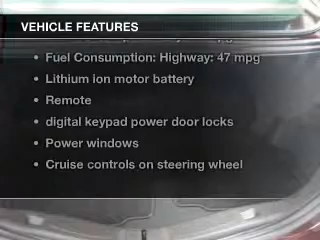 VEHICLE FEATURES
• Fuel Consumption: Highway: 47 mpg
• Lithium ion motor battery
• Remote
• digital keypad power door locks
• Power windows
• Cruise controls on steering wheel